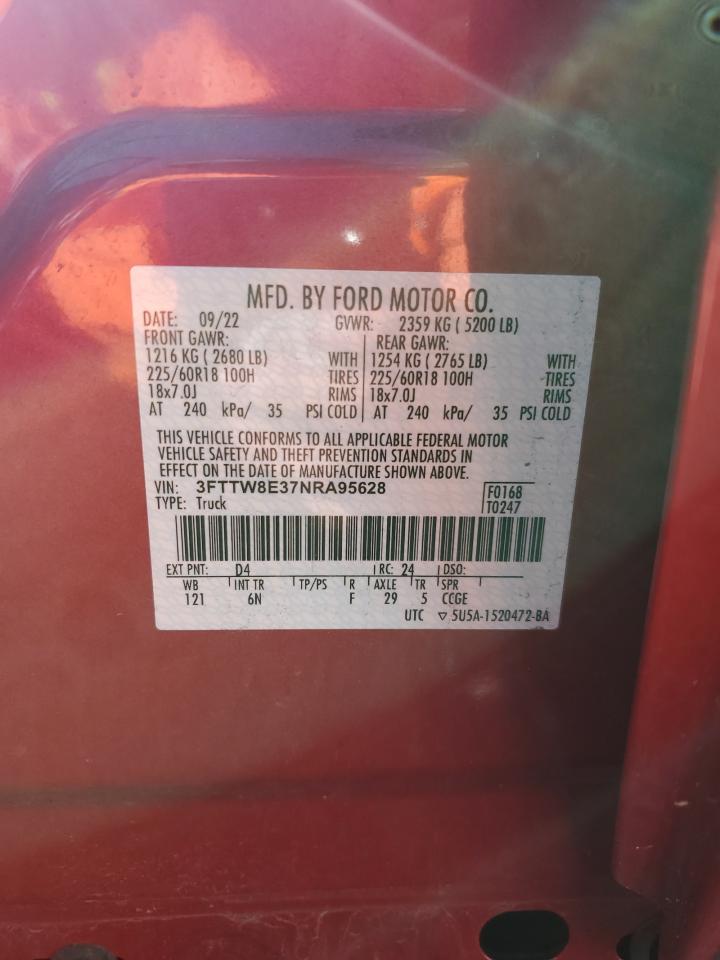 MFD. BY FORD MOTOR CO.
DATE: 09/22 GVWR: 2359 KG ( 5200 LB)
FRONT GAWR: REAR GAWR:
1216 KG ( 2680 LB) WITH 1254 KG ( 2765 LB) WITH
225/60R18 100H TIRES 225/60R18 100H TIRES
18x7.0J RIMS 18x7.0J RIMS
AT 240 kPa/ 35 PSI COLD AT 240 kPa/ 35 PSI COLD
THIS VEHICLE CONFORMS TO ALL APPLICABLE FEDERAL MOTOR
VEHICLE SAFETY AND THEFT PREVENTION STANDARDS IN
EFFECT ON THE DATE OF MANUFACTURE SHOWN ABOVE.
VIN: 3FTTW8E37NRA95628 F0168
TYPE: Truck T0247
EXT PNT: D4 RC: 24 DSO:
WB INT TR TP/PS R AXLE TR SPR
121 6N F 29 5 CCGE
UTC ▽ 5U5A-1520472-BA